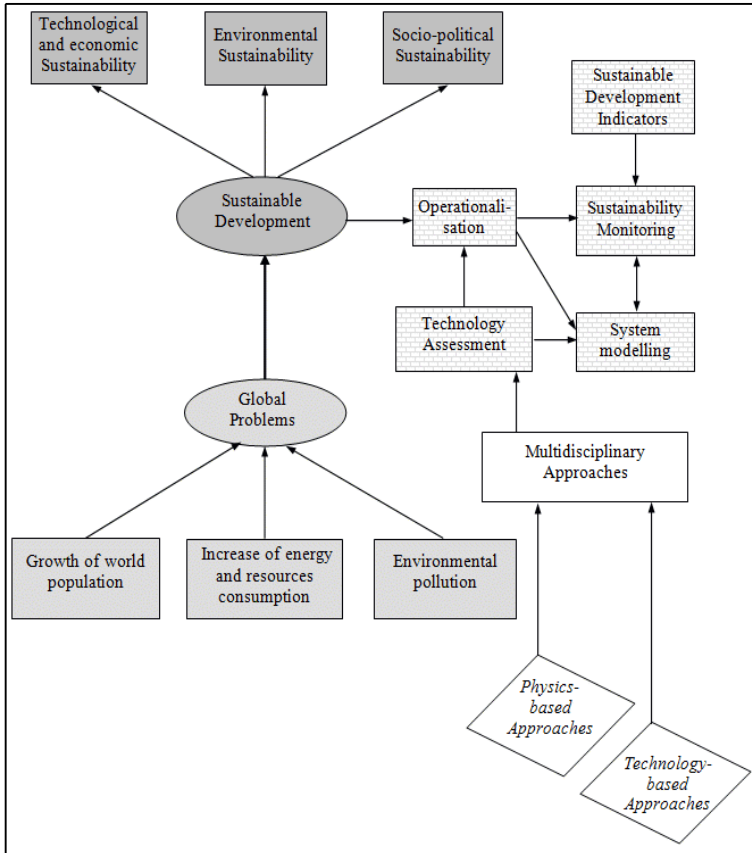 Technological
and economic
Sustainability
Environmental
Sustainability
Socio-political
Sustainability
Sustainable
Development
Indicators
Sustainable
Development
Operationali-
sation
Sustainability
Monitoring
Technology
Assessment
System
modelling
Global
Problems
Multidisciplinary
Approaches
Growth of world
population
Increase of energy
and resources
consumption
Environmental
pollution
Physics-
based
Approaches
Technology-
based
Approaches